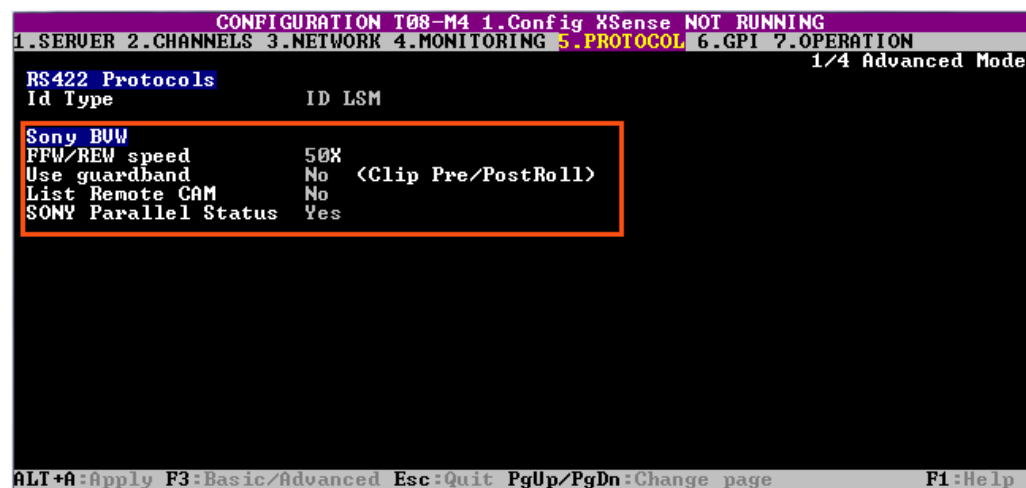 CONFIGURATION T08-M4 1.Config XSense NOT RUNNING
1.SERVER 2.CHANNELS 3.NETWORK 4.MONITORING 5.PROTOCOL 6.GPI 7.OPERATION
1/4 Advanced Mode
RS422 Protocols
Id Type ID LSM
Sony BVW
FFW/REW speed 50X
Use guardband No (Clip Pre/PostRoll)
List Remote CAM No
SONY Parallel Status Yes
ALT+A:Apply F3:Basic/Advanced Esc:Quit PgUp/PgDn:Change page F1:Help